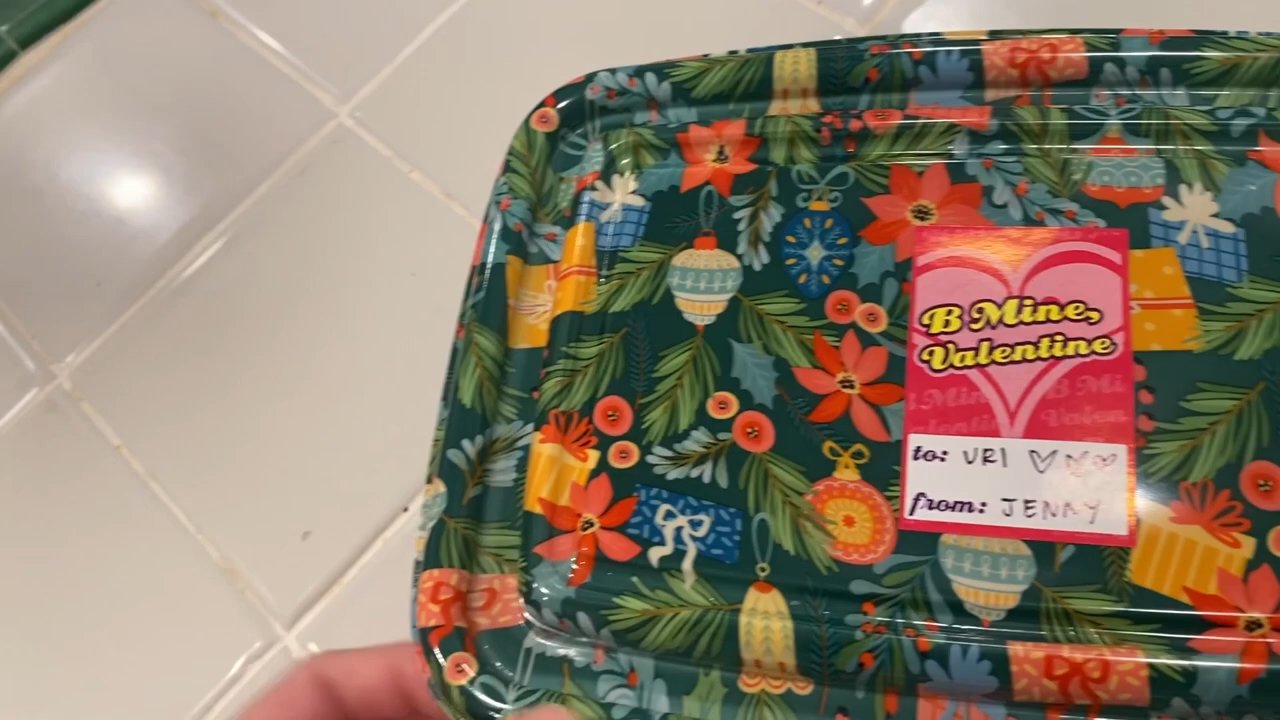 B Mine,
Valentine
to: URI ♡♡♡
from: JENNY